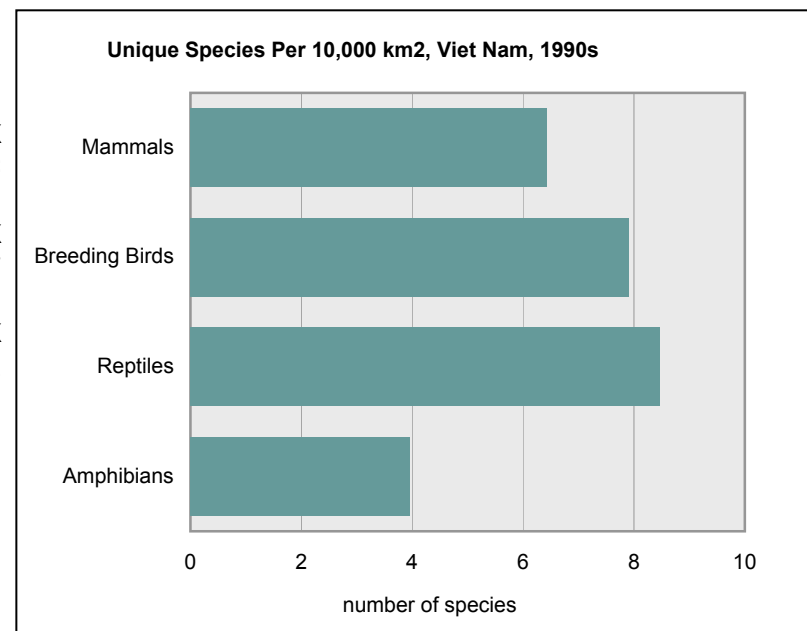 Unique Species Per 10,000 km2, Viet Nam, 1990s
Mammals
Breeding Birds
Reptiles
Amphibians
0 2 4 6 8 10
number of species